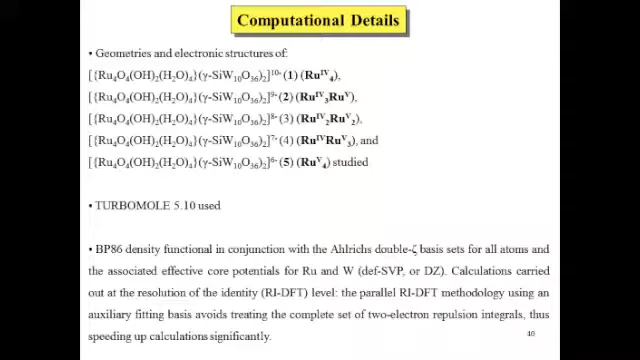 Computational Details
• Geometries and electronic structures of:
[{Ru₄O₄(OH)₂(H₂O)₄}(γ-SiW₁₀O₃₆)₂]¹⁰⁻ (1) (Ruᴵⱽ₄),
[{Ru₄O₄(OH)₂(H₂O)₄}(γ-SiW₁₀O₃₆)₂]⁹⁻ (2) (Ruᴵⱽ₃Ruⱽ),
[{Ru₄O₄(OH)₂(H₂O)₄}(γ-SiW₁₀O₃₆)₂]⁸⁻ (3) (Ruᴵⱽ₂Ruⱽ₂),
[{Ru₄O₄(OH)₂(H₂O)₄}(γ-SiW₁₀O₃₆)₂]⁷⁻ (4) (RuᴵⱽRuⱽ₃), and
[{Ru₄O₄(OH)₂(H₂O)₄}(γ-SiW₁₀O₃₆)₂]⁶⁻ (5) (Ruⱽ₄) studied
• TURBOMOLE 5.10 used
• BP86 density functional in conjunction with the Ahlrichs double-ζ basis sets for all atoms and
the associated effective core potentials for Ru and W (def-SVP, or DZ). Calculations carried
out at the resolution of the identity (RI-DFT) level: the parallel RI-DFT methodology using an
auxiliary fitting basis avoids treating the complete set of two-electron repulsion integrals, thus
speeding up calculations significantly.
40